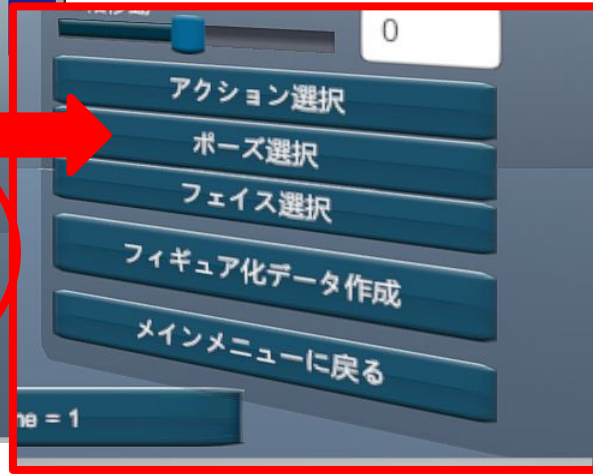 0
アクション選択
ポーズ選択
フェイス選択
フィギュア化データ作成
メインメニューに戻る
= 1